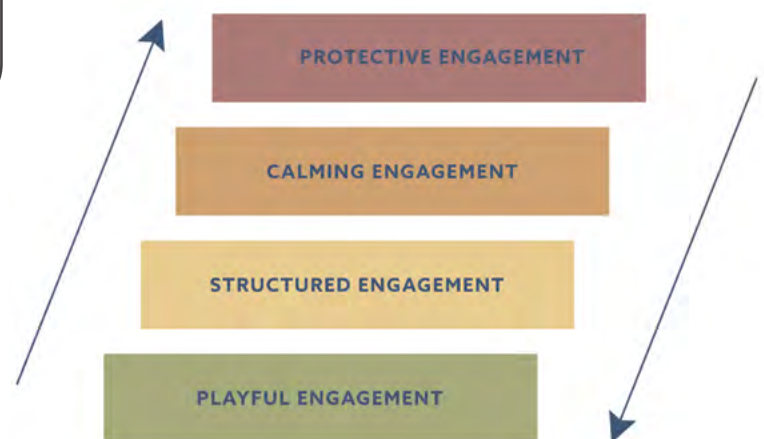 PROTECTIVE ENGAGEMENT
CALMING ENGAGEMENT
STRUCTURED ENGAGEMENT
PLAYFUL ENGAGEMENT